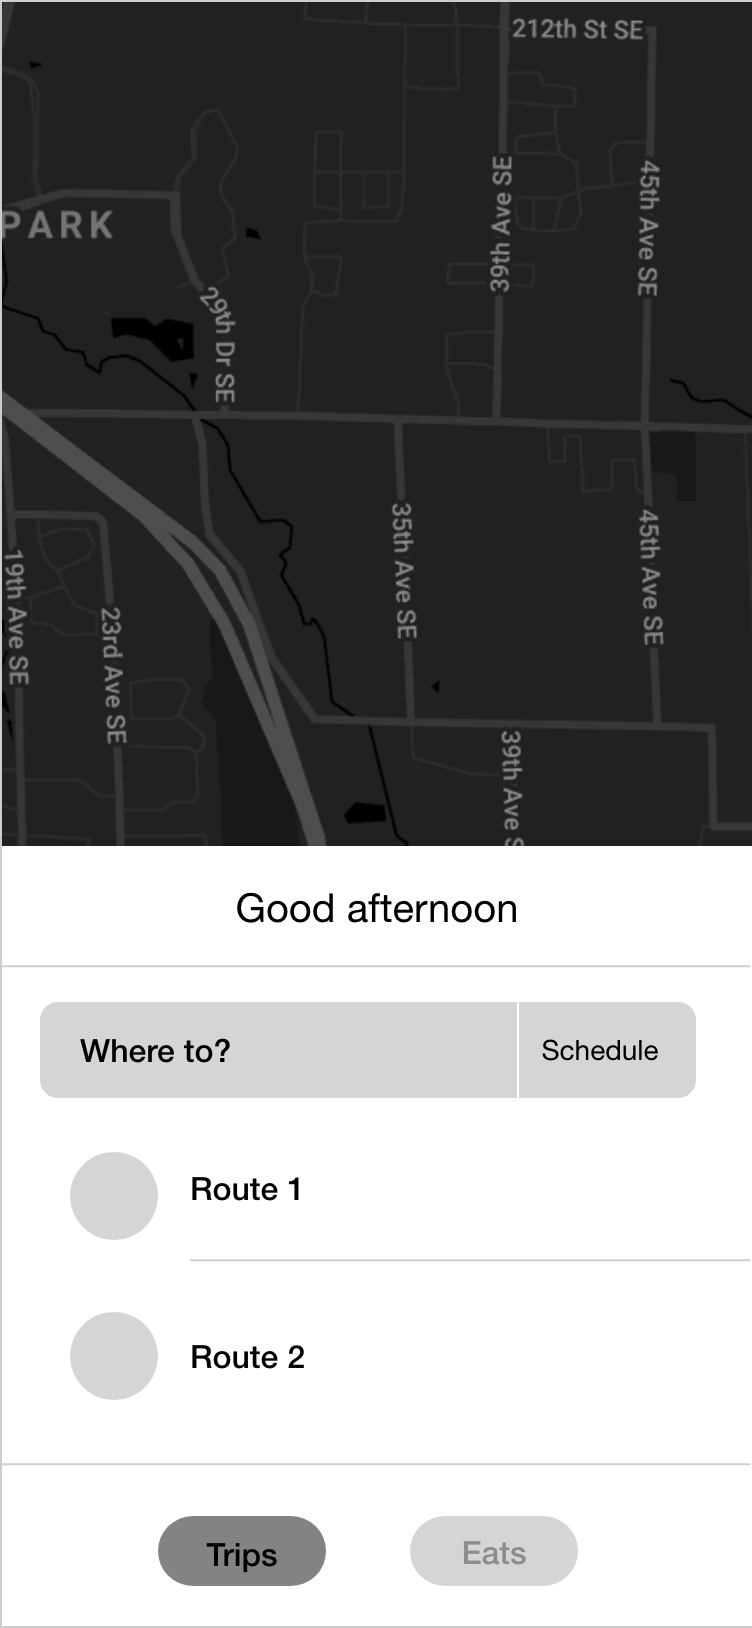 212th St SE
39th Ave SE
45th Ave SE
PARK
29th Dr SE
35th Ave SE
45th Ave SE
19th Ave SE
23rd Ave SE
39th Ave S
Good afternoon
Where to?
Schedule
Route 1
Route 2
Trips
Eats